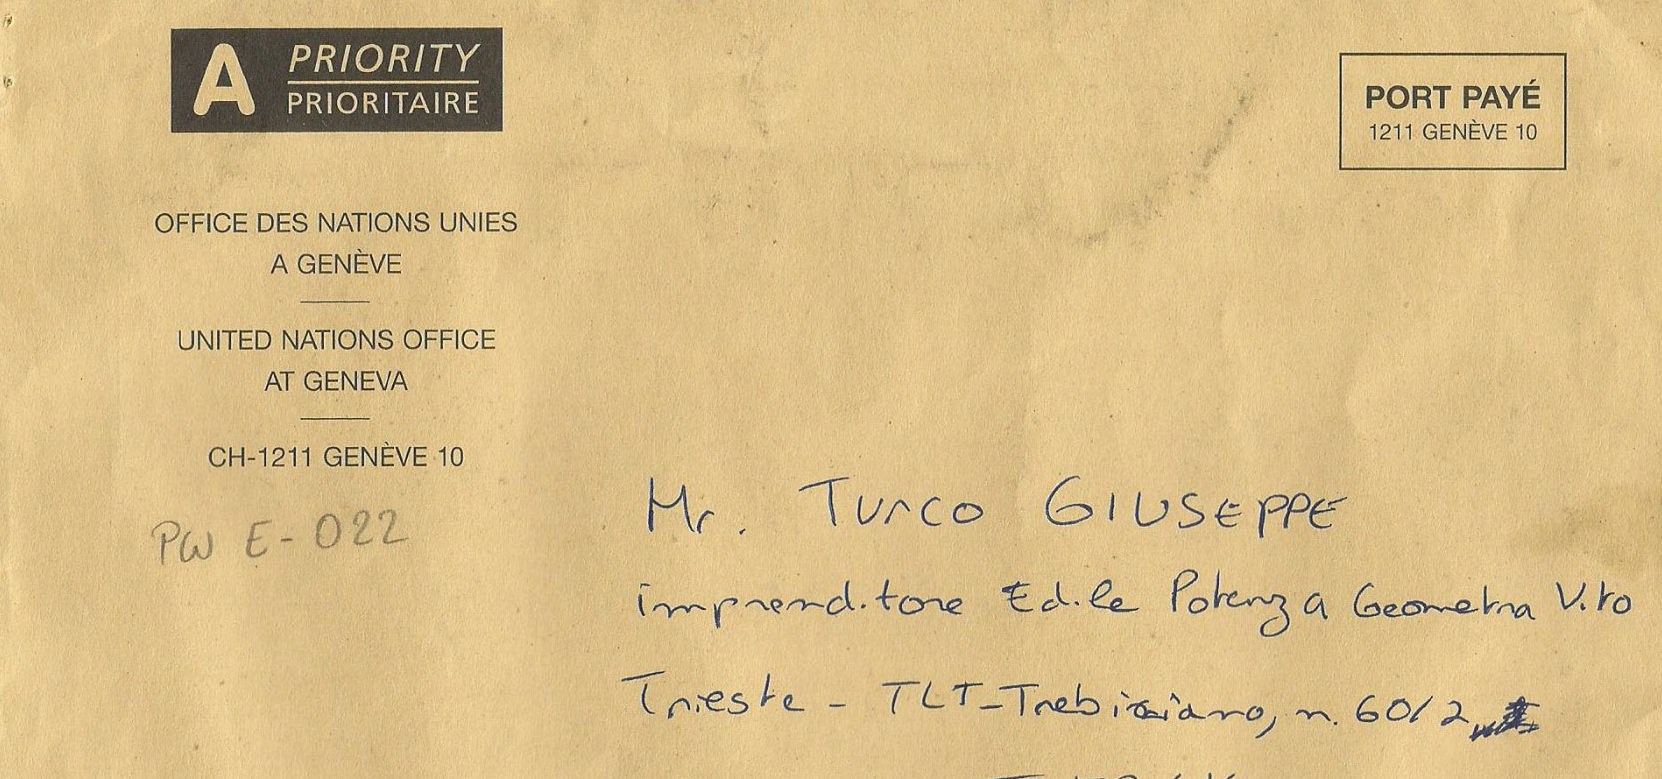 A PRIORITY
PRIORITAIRE
PORT PAYÉ
1211 GENÈVE 10
OFFICE DES NATIONS UNIES
A GENÈVE
UNITED NATIONS OFFICE
AT GENEVA
CH-1211 GENÈVE 10
PW E-022
Mr. Turco GIUSEPPE
imprenditore Edile Potenza Geometra Vito
Trieste - TLT-Trebiciano, n. 60/2